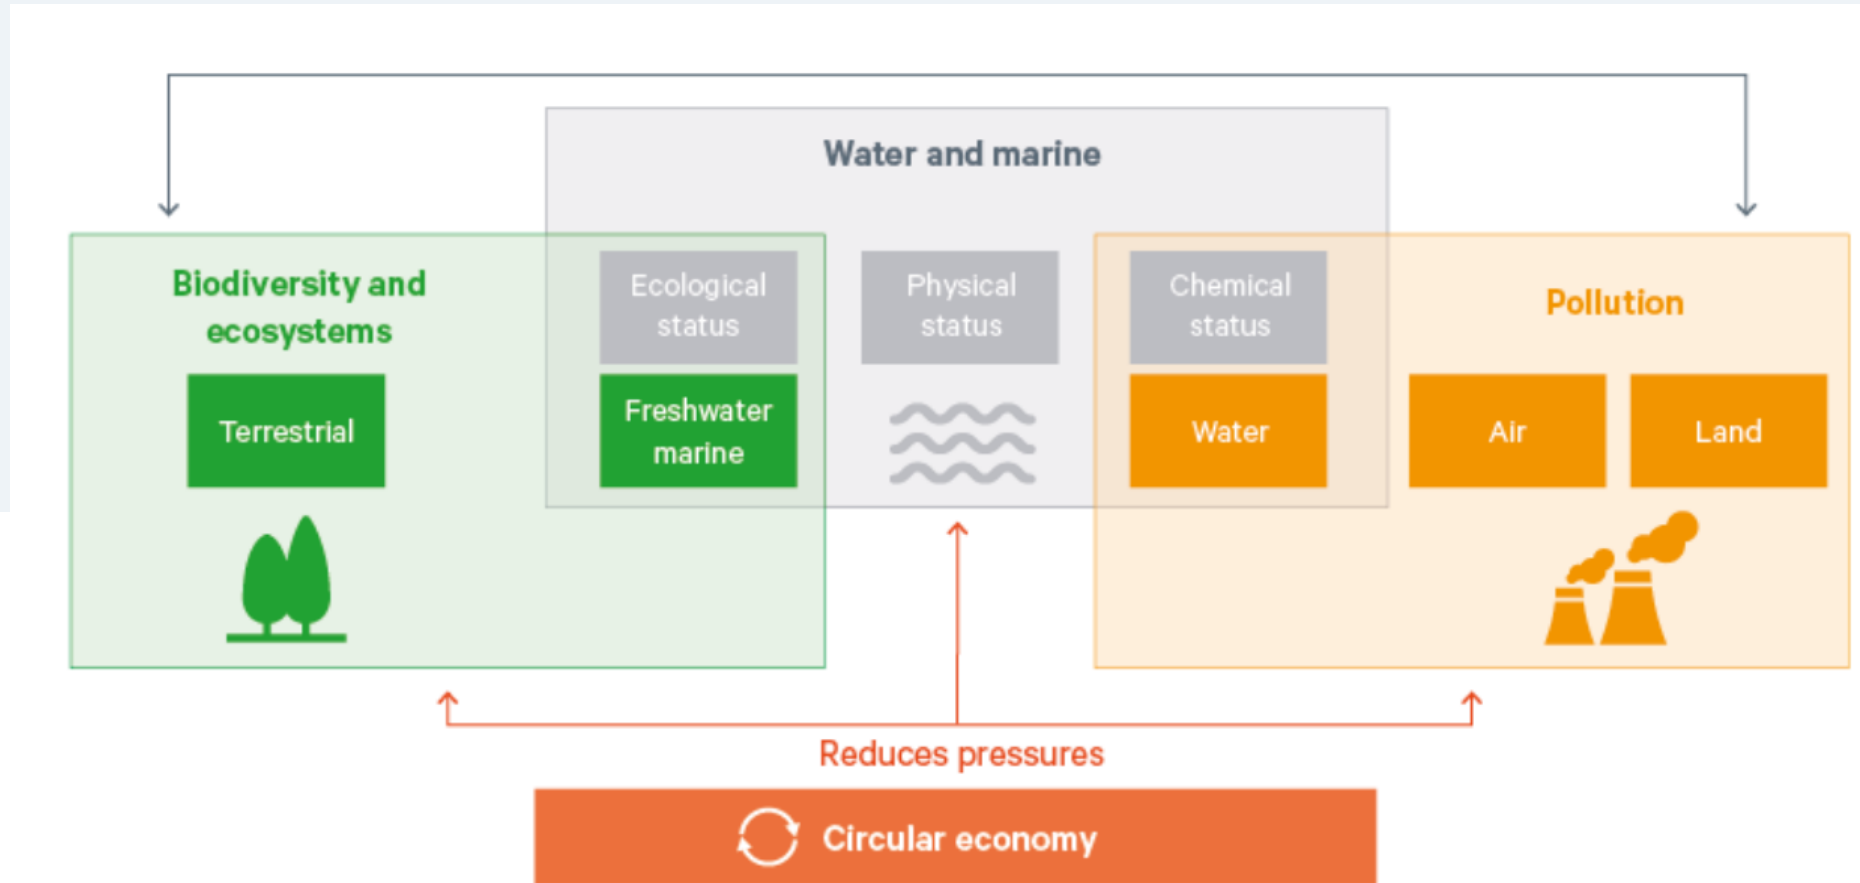 Water and marine
Biodiversity and
ecosystems
Ecological
status
Physical
status
Chemical
status
Pollution
Terrestrial
Freshwater
marine
Water
Air
Land
Reduces pressures
Circular economy